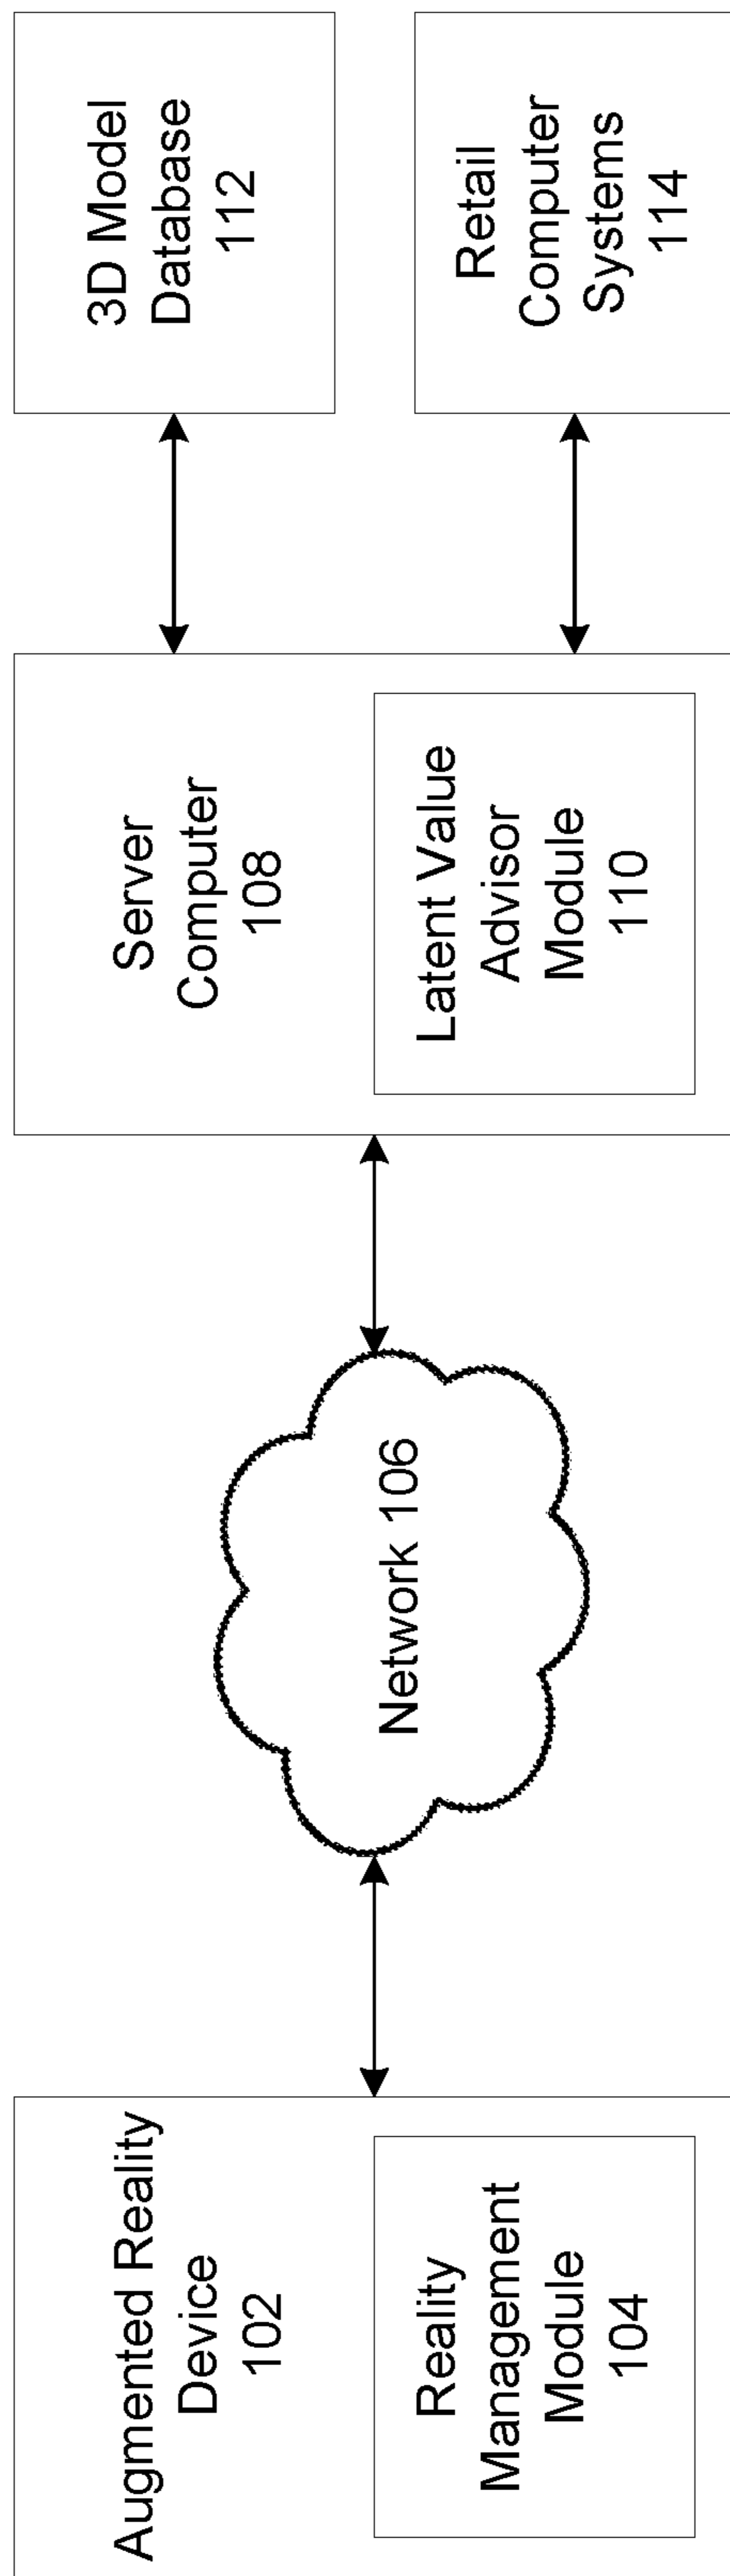 Augmented Reality
Device
102
Reality
Management
Module
104
Network 106
Server
Computer
108
Latent Value
Advisor
Module
110
3D Model
Database
112
Retail
Computer
Systems
114